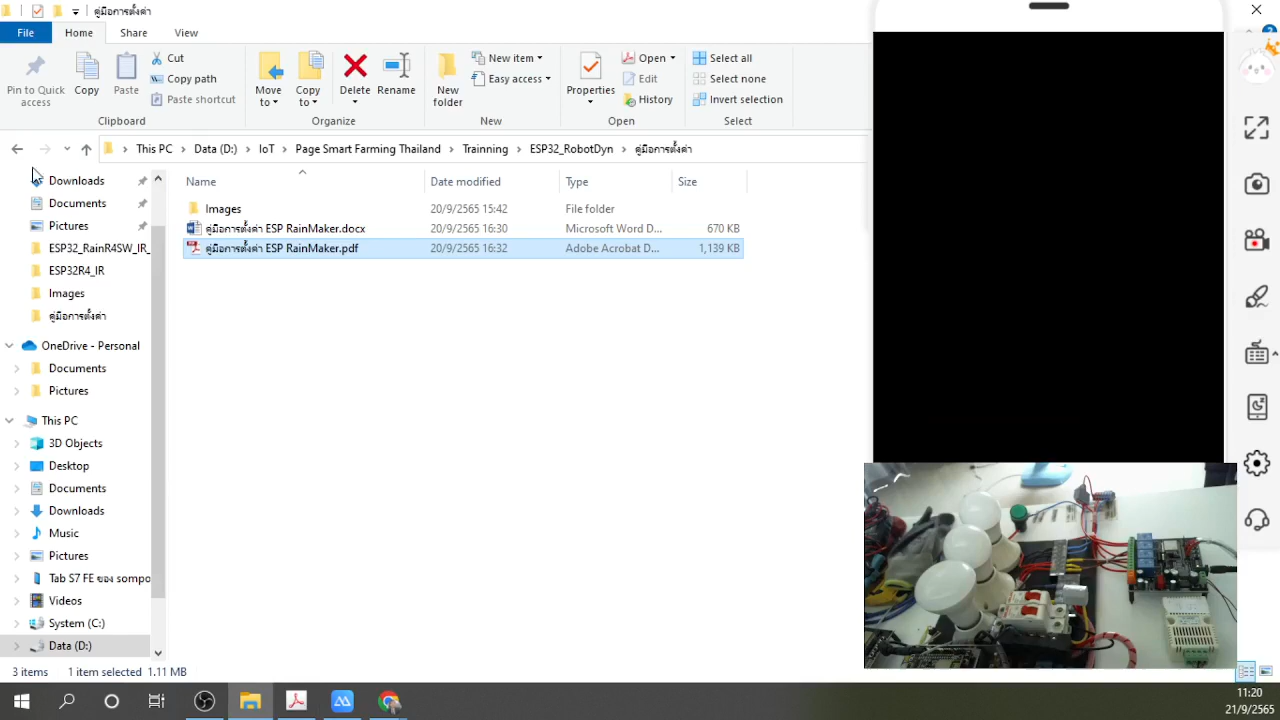 คู่มือการตั้งค่า
File Home Share View
Pin to Quick access
Copy
Paste
Cut
Copy path
Paste shortcut
Clipboard
Move to
Copy to
Delete
Rename
Organize
New folder
New item
Easy access
New
Properties
Open
Edit
History
Open
Select all
Select none
Invert selection
Select
This PC Data (D:) IoT Page Smart Farming Thailand Trainning ESP32_RobotDyn คู่มือการตั้งค่า
Downloads
Documents
Pictures
ESP32_RainR4SW_IR_
ESP32R4_IR
Images
คู่มือการตั้งค่า
OneDrive - Personal
Documents
Pictures
This PC
3D Objects
Desktop
Documents
Downloads
Music
Pictures
Tab S7 FE ของ sompo
Videos
System (C:)
Data (D:)
Name Date modified Type Size
Images 20/9/2565 15:42 File folder
คู่มือการตั้งค่า ESP RainMaker.docx 20/9/2565 16:30 Microsoft Word D... 670 KB
คู่มือการตั้งค่า ESP RainMaker.pdf 20/9/2565 16:32 Adobe Acrobat D... 1,139 KB
3 items 1 item selected 1.11 MB
11:20
21/9/2565